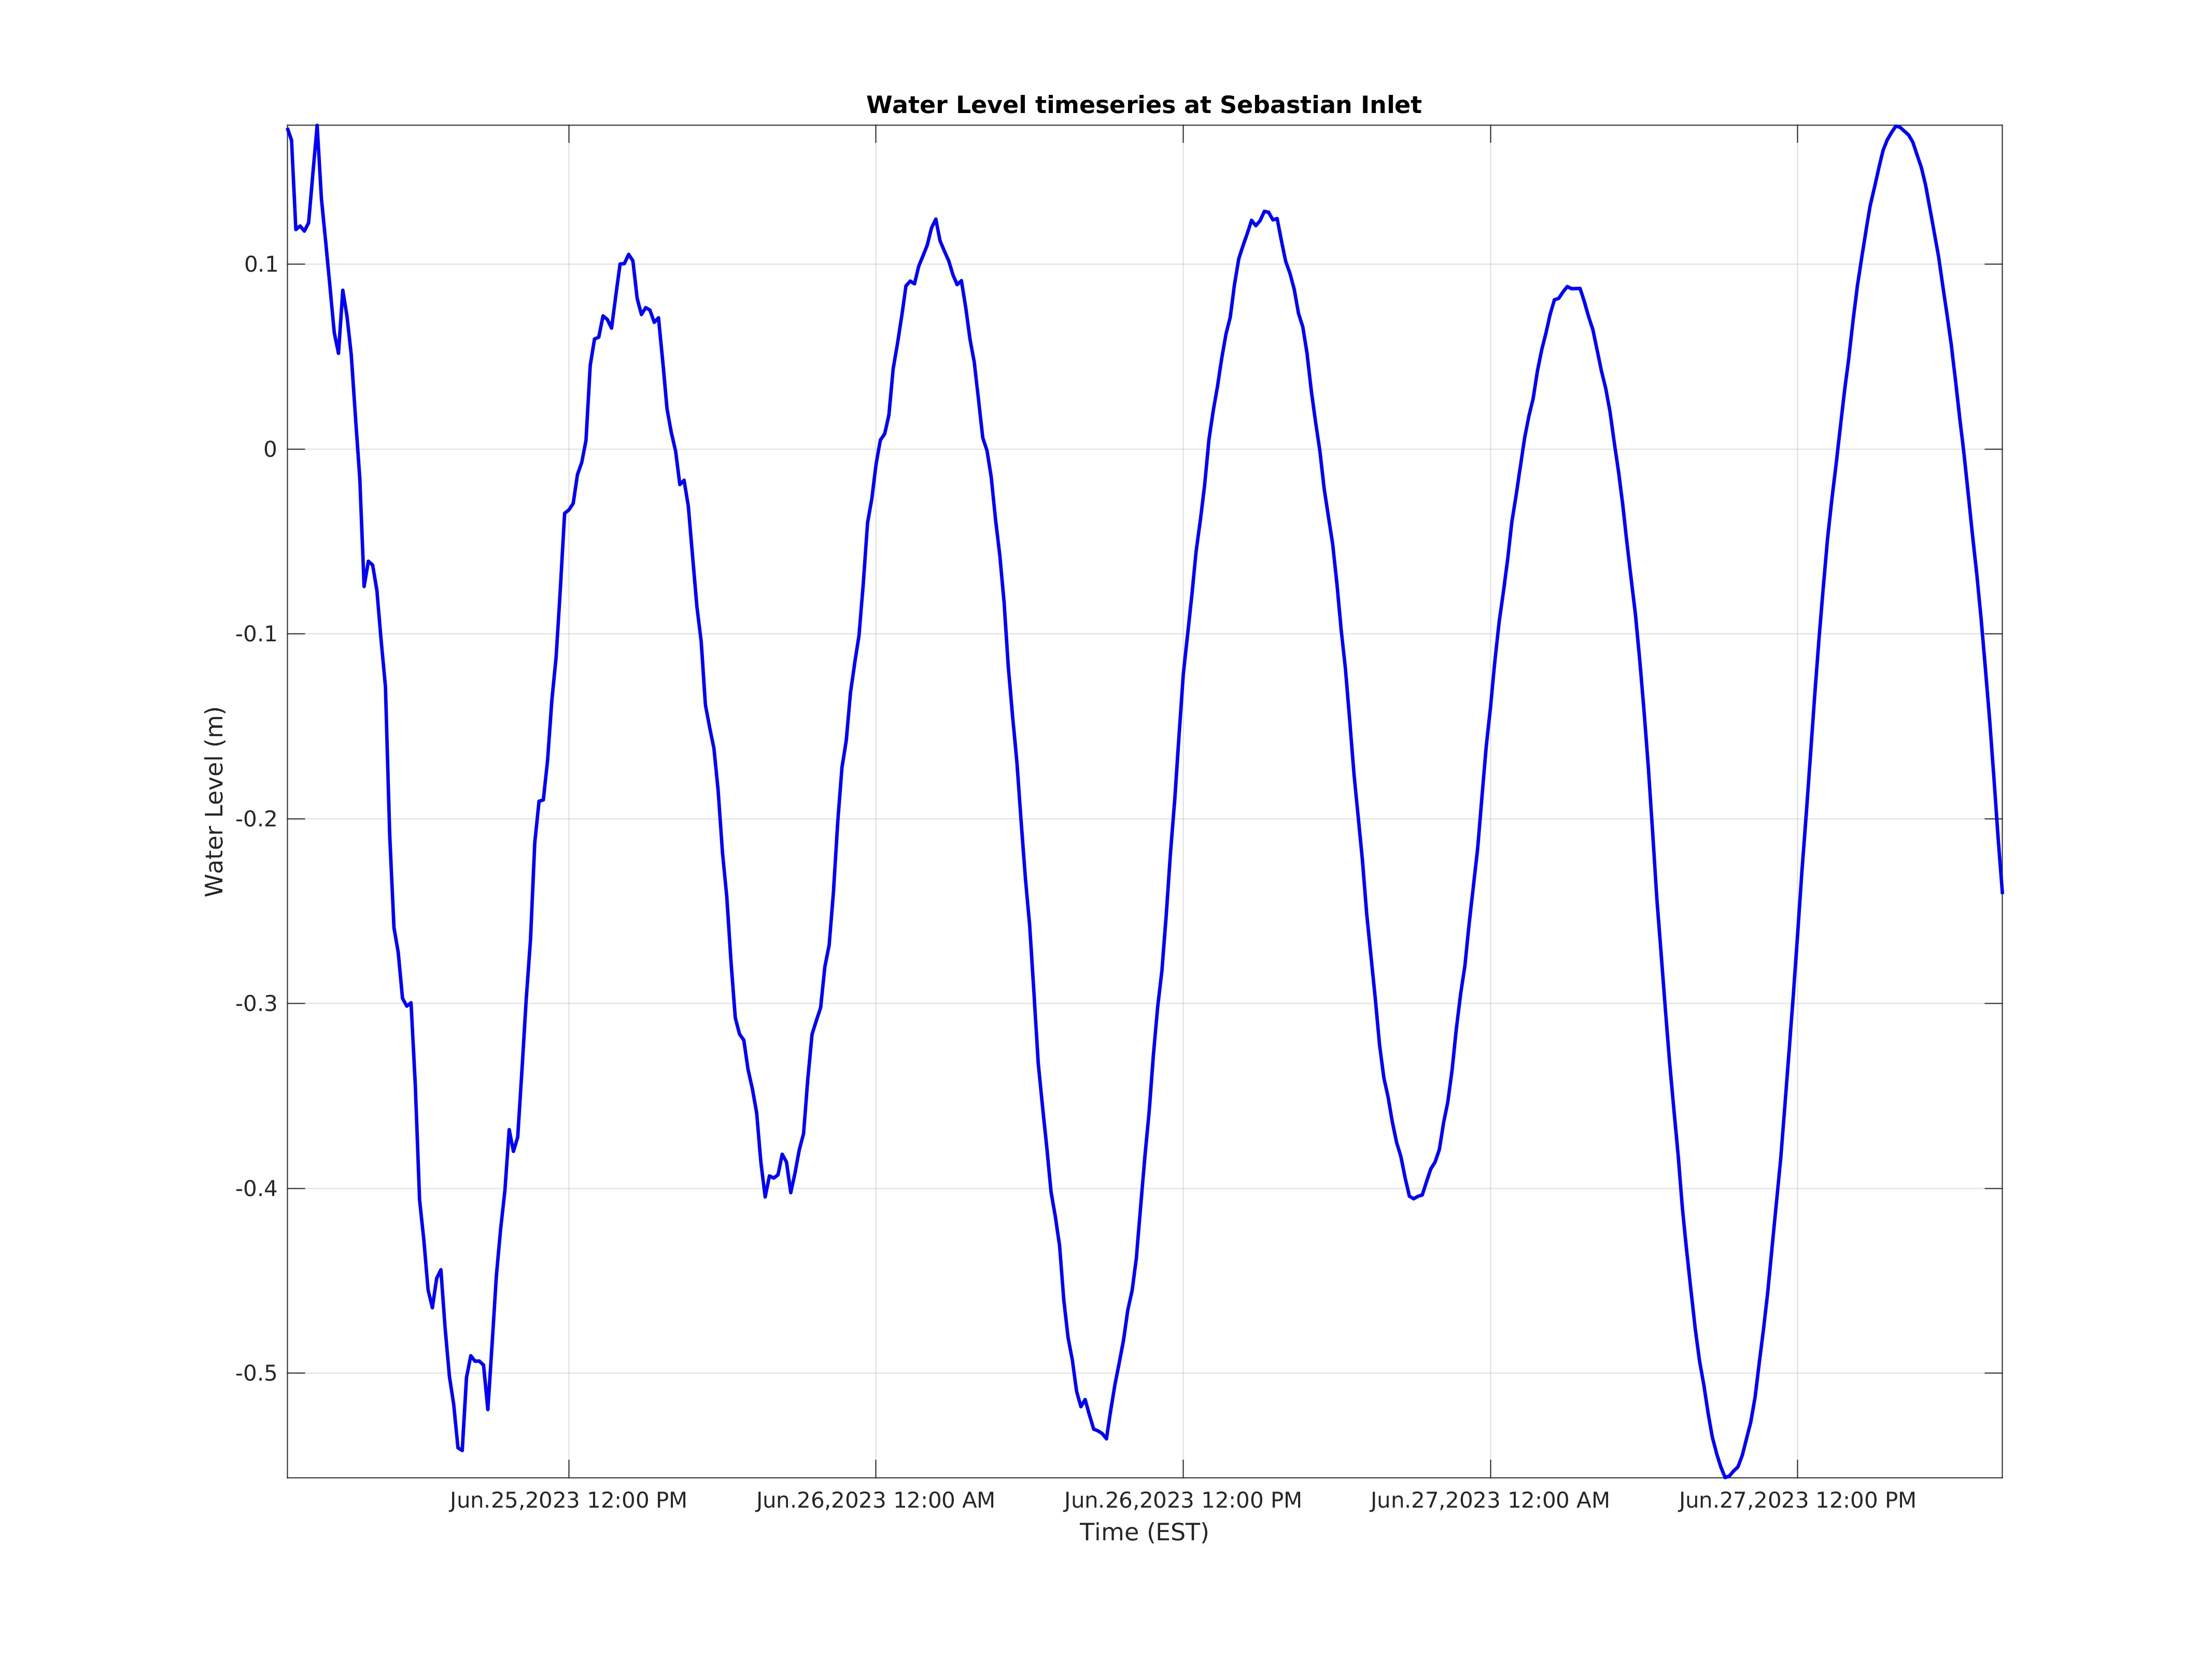 Water Level timeseries at Sebastian Inlet
0.1
0
-0.1
-0.2
-0.3
-0.4
-0.5
Water Level (m)
Jun.25,2023 12:00 PM
Jun.26,2023 12:00 AM
Jun.26,2023 12:00 PM
Jun.27,2023 12:00 AM
Jun.27,2023 12:00 PM
Time (EST)